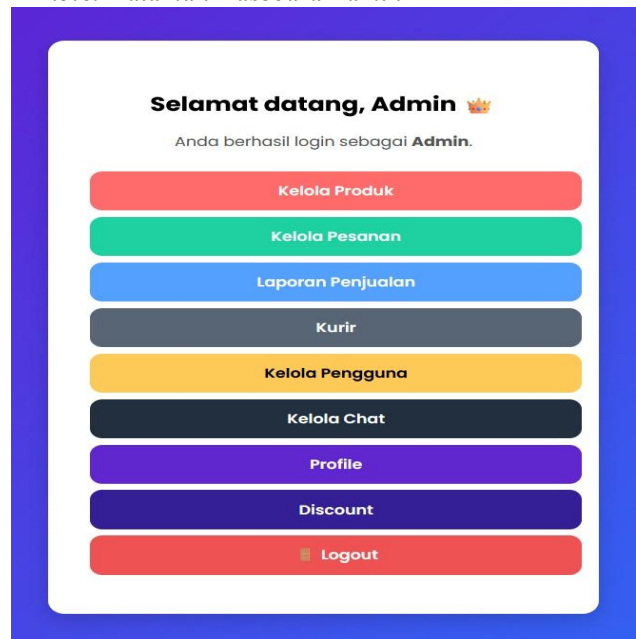 Selamat datang, Admin 👑
Anda berhasil login sebagai Admin.
Kelola Produk
Kelola Pesanan
Laporan Penjualan
Kurir
Kelola Pengguna
Kelola Chat
Profile
Discount
🚪 Logout